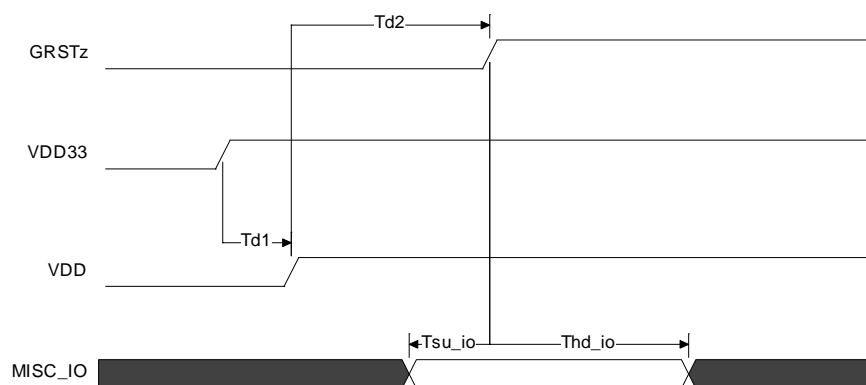 Td2
GRSTz
VDD33
Td1
VDD
Tsu_io Thd_io
MISC_IO